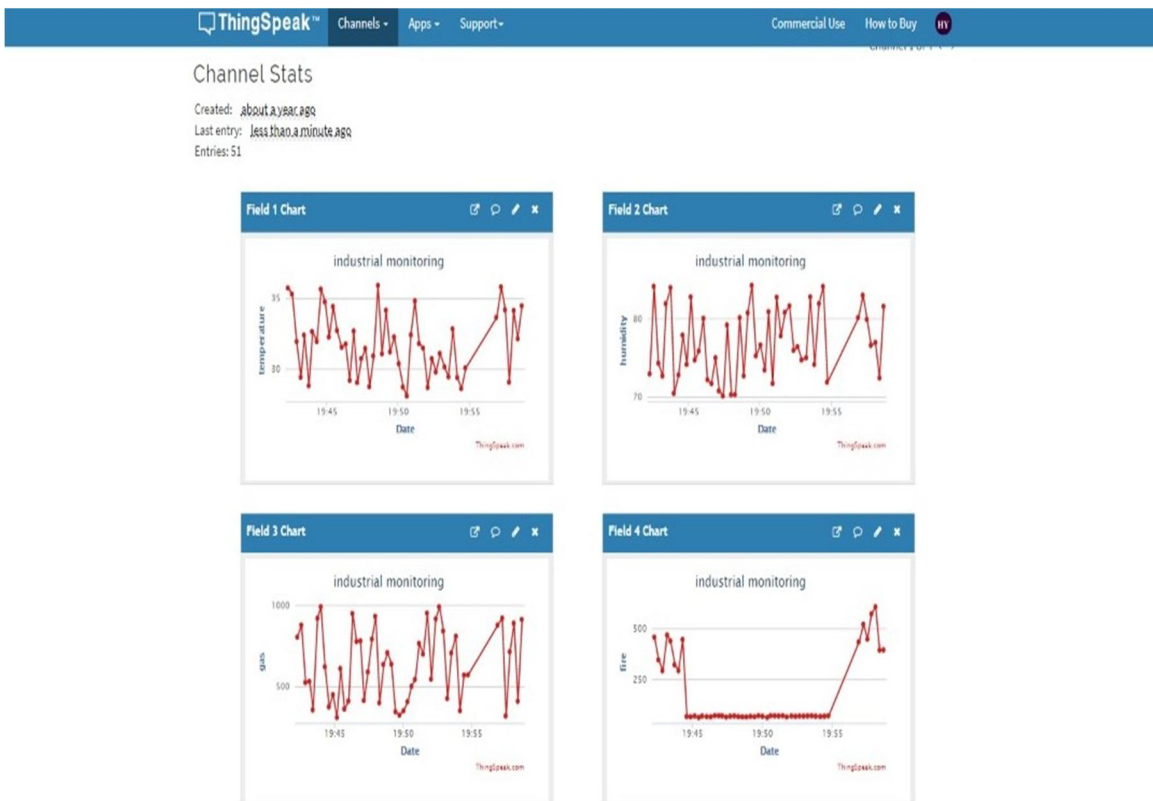 ThingSpeak™ Channels Apps Support Commercial Use How to Buy HY
Channel Stats
Created: about a year ago
Last entry: less than a minute ago
Entries: 51
Field 1 Chart
industrial monitoring
35
30
temperature
19:45 19:50 19:55
Date
ThingSpeak.com
Field 2 Chart
industrial monitoring
80
70
humidity
19:45 19:50 19:55
Date
ThingSpeak.com
Field 3 Chart
industrial monitoring
1000
500
gas
19:45 19:50 19:55
Date
ThingSpeak.com
Field 4 Chart
industrial monitoring
500
250
fire
19:45 19:50 19:55
Date
ThingSpeak.com